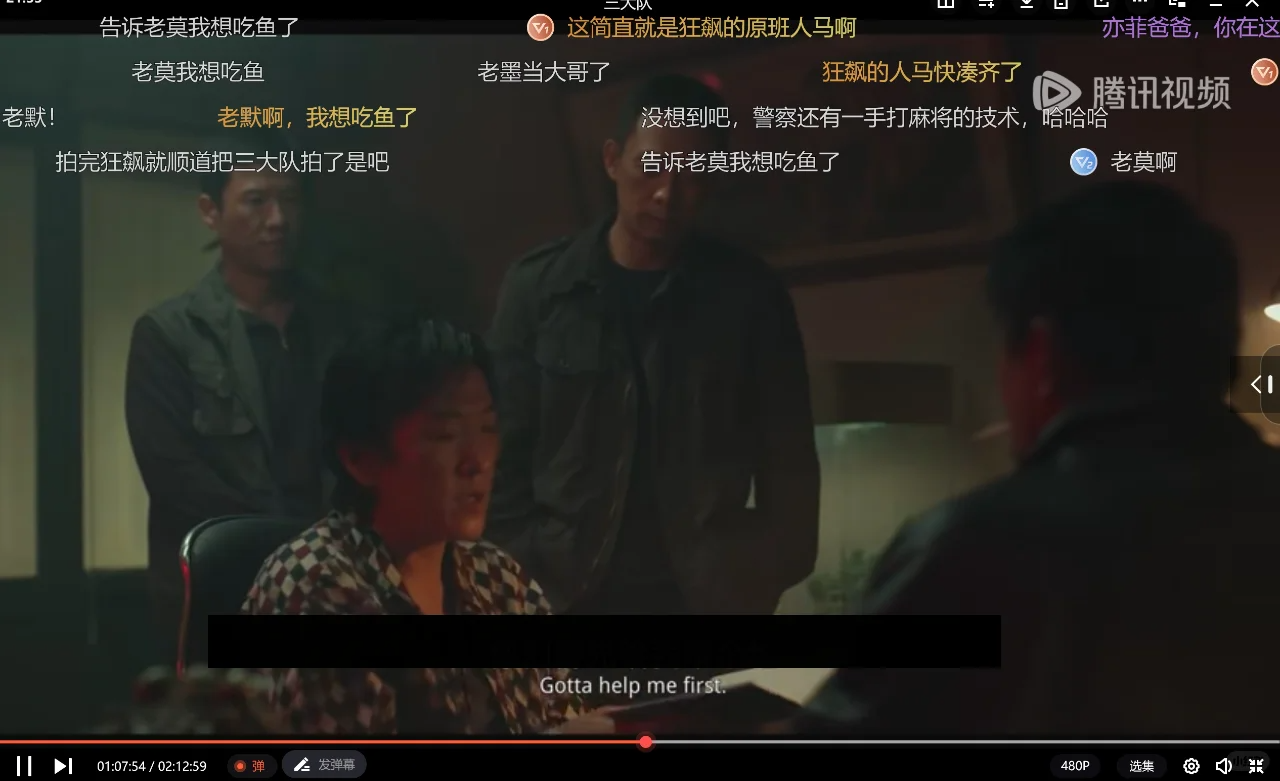 三大队
告诉老莫我想吃鱼了
这简直就是狂飙的原班人马啊
亦菲爸爸，你在这
老莫我想吃鱼
老墨当大哥了
狂飙的人马快凑齐了
腾讯视频
老默！
老默啊，我想吃鱼了
没想到吧，警察还有一手打麻将的技术，哈哈哈
拍完狂飙就顺道把三大队拍了是吧
告诉老莫我想吃鱼了
老莫啊
Gotta help me first.
01:07:54 / 02:12:59
弹
发弹幕
480P
选集